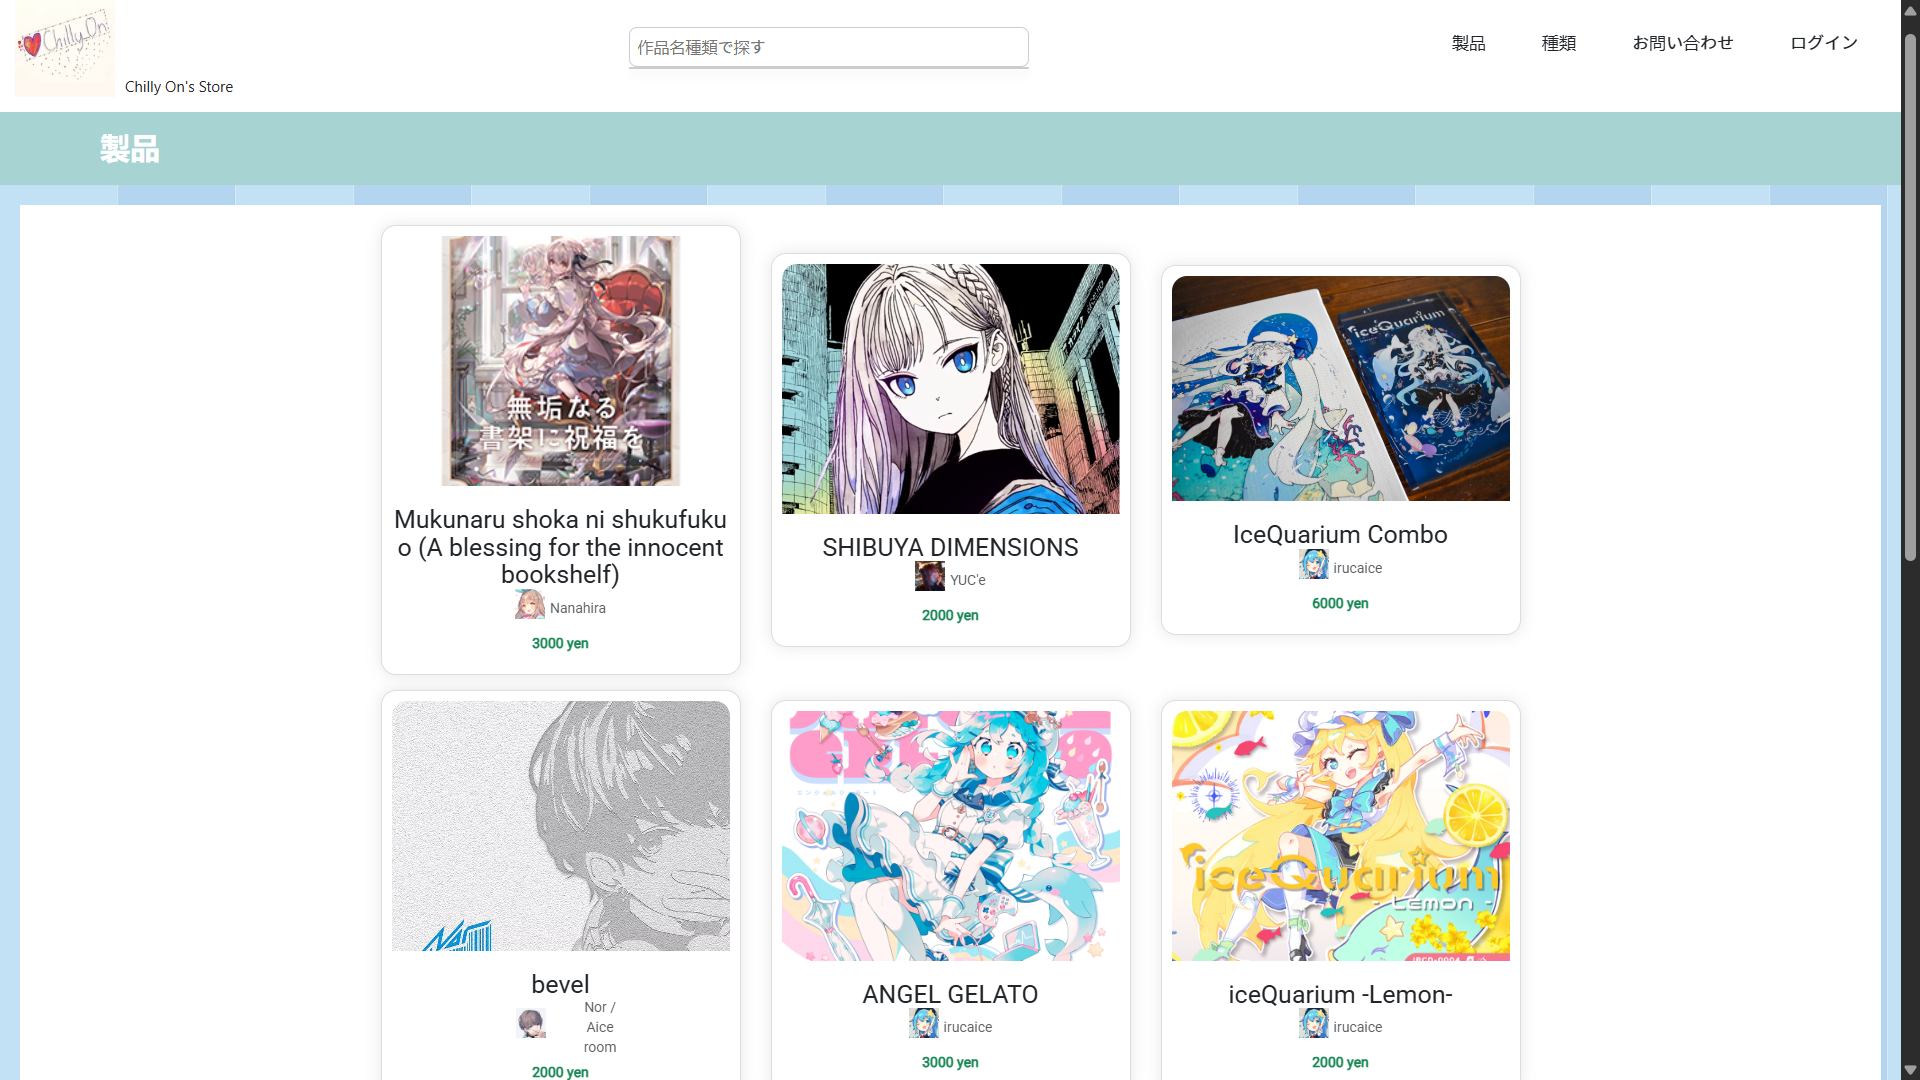 Chilly On
Chilly On's Store
作品名種類で探す
製品
種類
お問い合わせ
ログイン
製品
無垢なる
書架に祝福を
Mukunaru shoka ni shukufuku
o (A blessing for the innocent
bookshelf)
Nanahira
3000 yen
SHIBUYA DIMENSIONS
YUC'e
2000 yen
iceQuarium
IceQuarium Combo
irucaice
6000 yen
bevel
Nor /
Aice
room
2000 yen
ANGEL GELATO
irucaice
3000 yen
iceQuarium
- Lemon -
iceQuarium -Lemon-
irucaice
2000 yen